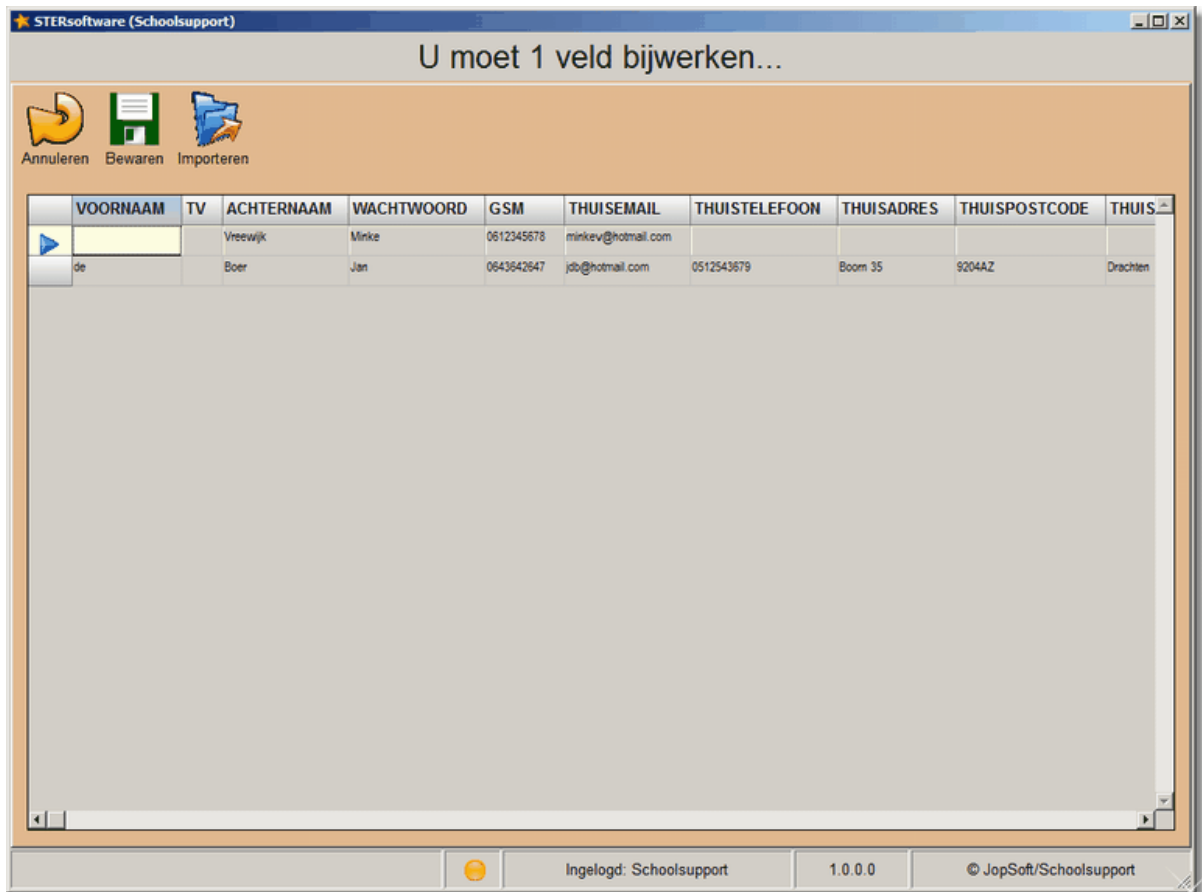 STERsoftware (Schoolsupport)
U moet 1 veld bijwerken...
Annuleren Bewaren Importeren
VOORNAAM TV ACHTERNAAM WACHTWOORD GSM THUISEMAIL THUISTELEFOON THUISADRES THUISPOSTCODE THUIS
Vreewijk Minke 0612345678 minkev@hotmail.com
de Boer Jan 0643642647 jdb@hotmail.com 0512543679 Boorn 35 9204AZ Drachten
Ingelogd: Schoolsupport 1.0.0.0 © JopSoft/Schoolsupport